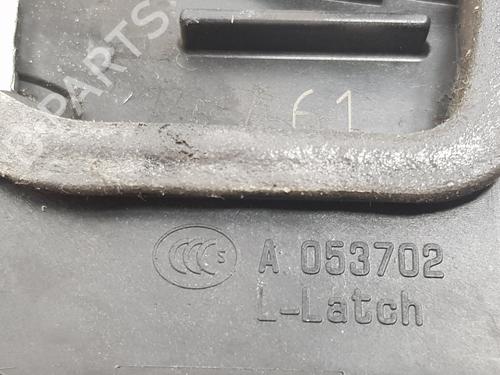 PARTS
61
CCC S A 053702
L-Latch